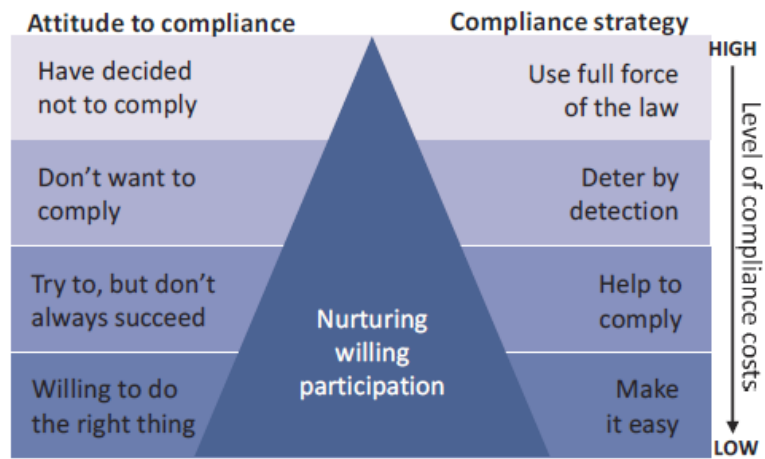 Attitude to compliance
Compliance strategy
HIGH
Have decided
not to comply
Use full force
of the law
Don't want to
comply
Deter by
detection
Try to, but don't
always succeed
Help to
comply
Willing to do
the right thing
Make
it easy
Nurturing
willing
participation
Level of compliance costs
LOW